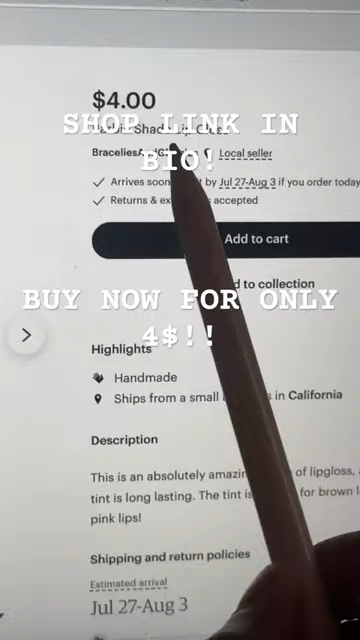 $4.00
SHOP LINK IN
BIO!
Local seller
Arrives soon by Jul 27-Aug 3 if you order today
Returns & accepted
Add to cart
to collection
BUY NOW FOR ONLY
4$!!
Highlights
Handmade
Ships from a small in California
Description
This is an absolutely of lipgloss,
tint is long lasting. The tint is for brown
pink lips!
Shipping and return policies
Estimated arrival
Jul 27-Aug 3